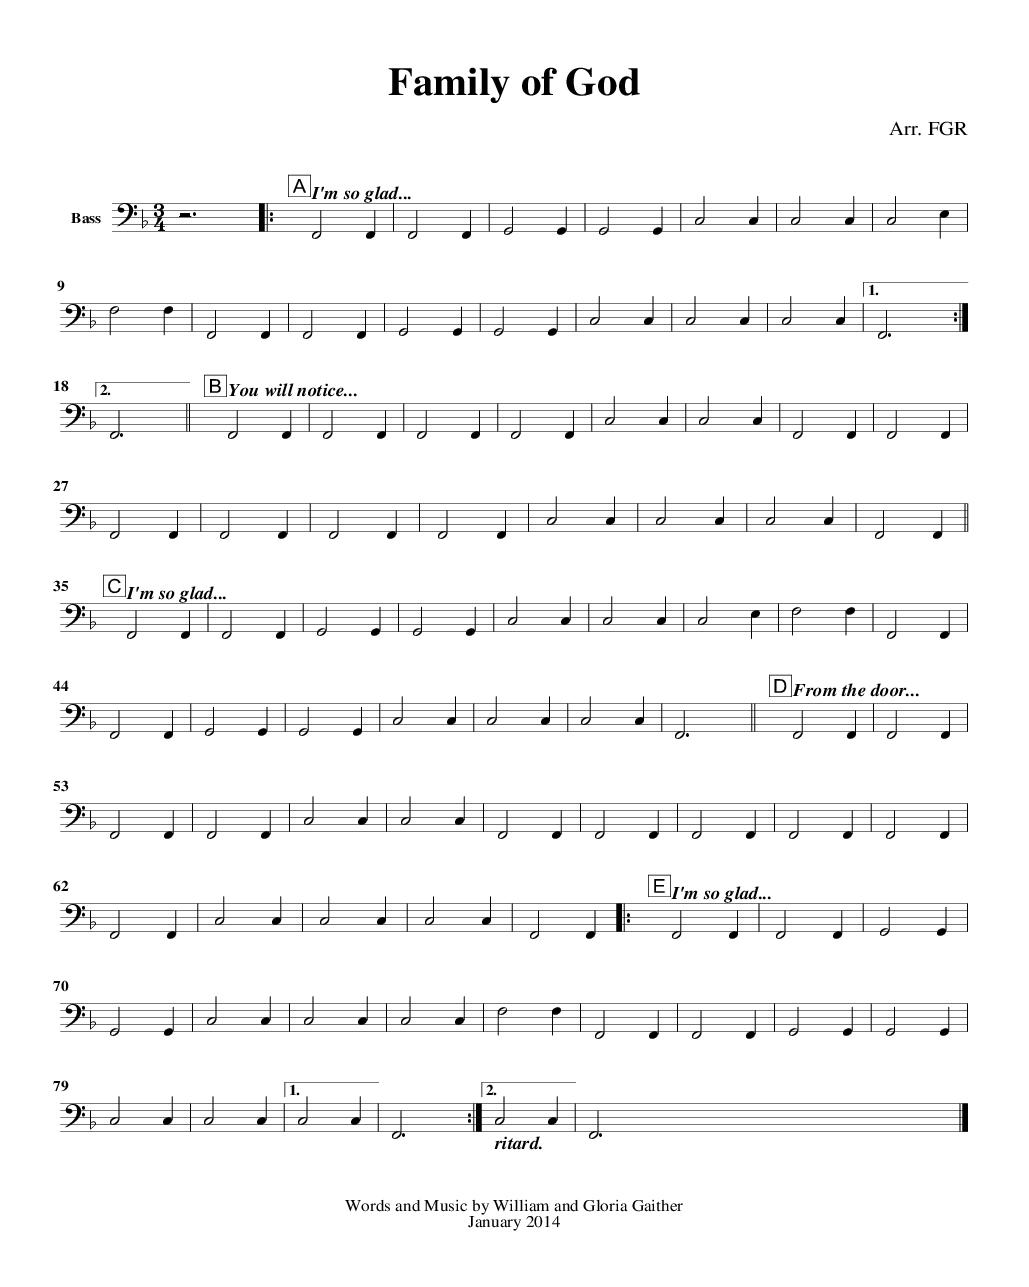 Family of God
Arr. FGR
A I'm so glad...
Bass 3 4
9 1.
18 2. B You will notice...
27
35 C I'm so glad...
44 D From the door...
53
62 E I'm so glad...
70
79 1. 2.
ritard.
Words and Music by William and Gloria Gaither
January 2014